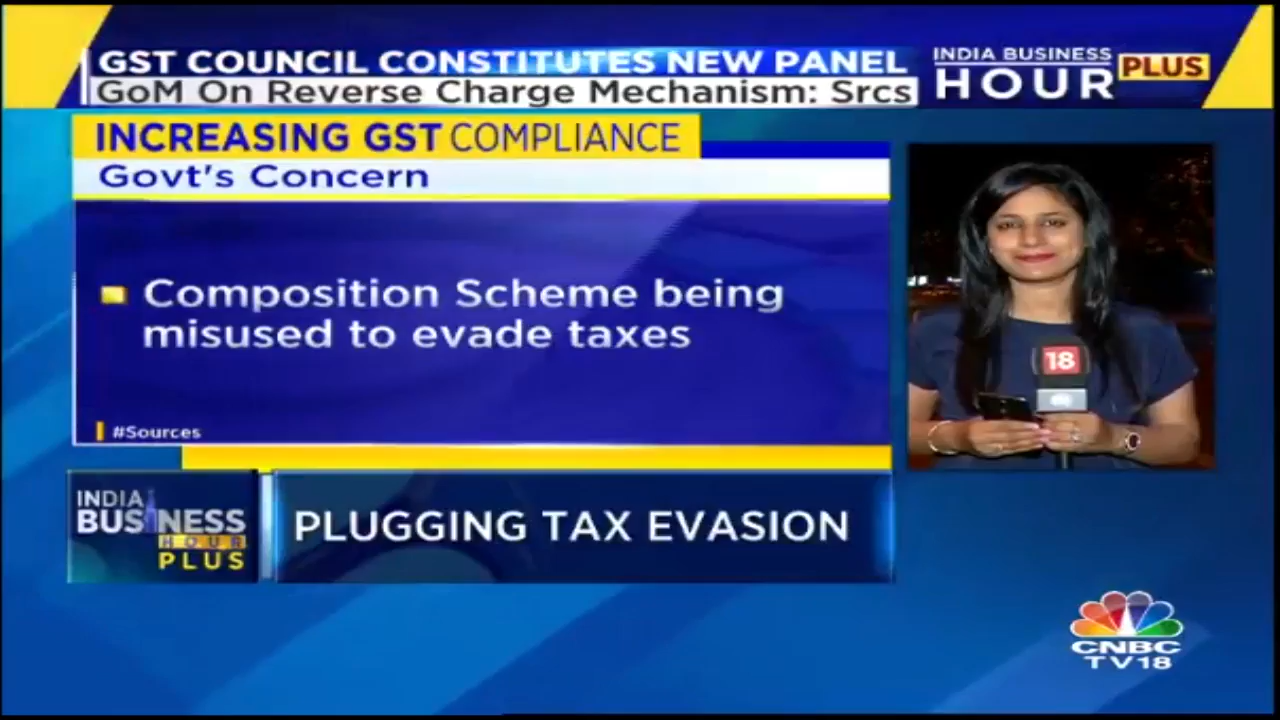 GST COUNCIL CONSTITUTES NEW PANEL
GoM On Reverse Charge Mechanism: Srcs
INDIA BUSINESS
HOUR PLUS
INCREASING GST COMPLIANCE
Govt's Concern
Composition Scheme being
misused to evade taxes
#Sources
18
INDIA
BUSINESS
HOUR
PLUS
PLUGGING TAX EVASION
CNBC
TV18